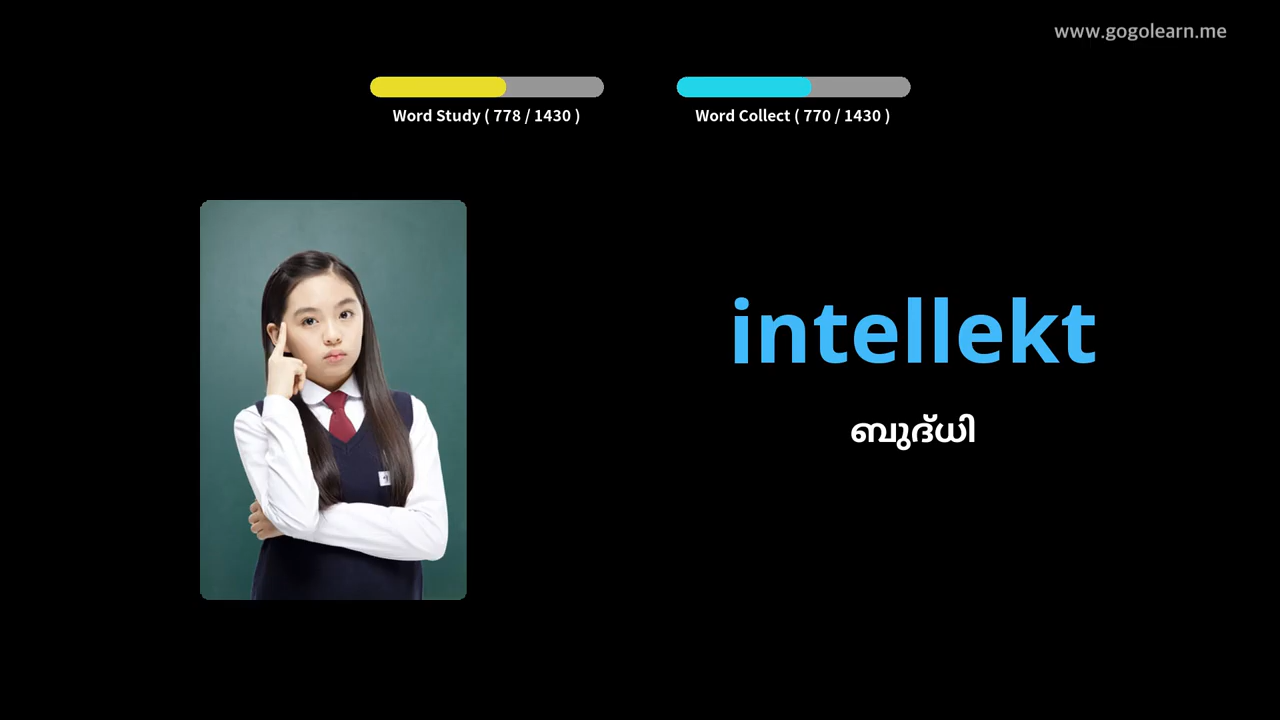 www.gogolearn.me
Word Study ( 778 / 1430 )
Word Collect ( 770 / 1430 )
intellekt
ബുദ്ധി